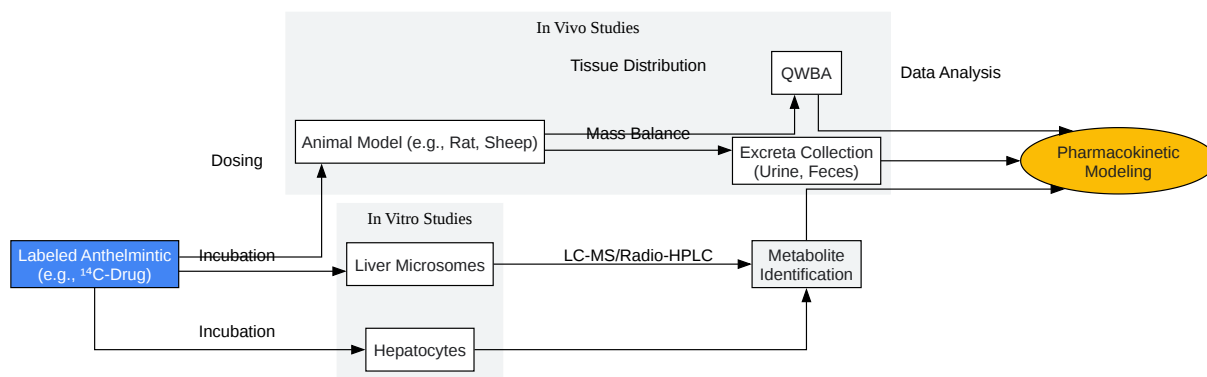 In Vivo Studies
Tissue Distribution
QWBA
Data Analysis
Animal Model (e.g., Rat, Sheep)
Mass Balance
Excreta Collection
(Urine, Feces)
Pharmacokinetic
Modeling
Dosing
In Vitro Studies
Labeled Anthelmintic
(e.g., ¹⁴C-Drug)
Incubation
Liver Microsomes
LC-MS/Radio-HPLC
Metabolite
Identification
Incubation
Hepatocytes